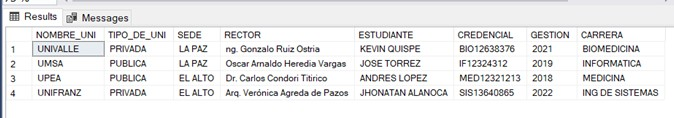 Results Messages
NOMBRE_UNI TIPO_DE_UNI SEDE RECTOR ESTUDIANTE CREDENCIAL GESTION CARRERA
1 UNIVALLE PRIVADA LA PAZ ng. Gonzalo Ruiz Ostria KEVIN QUISPE BIO12638376 2021 BIOMEDICINA
2 UMSA PUBLICA LA PAZ Oscar Arnaldo Heredia Vargas JOSE TORREZ IF12324312 2019 INFORMATICA
3 UPEA PUBLICA EL ALTO Dr. Carlos Condori Titirico ANDRES LOPEZ MED12321213 2018 MEDICINA
4 UNIFRANZ PRIVADA EL ALTO Arq. Verónica Agreda de Pazos JHONATAN ALANOCA SIS13640865 2022 ING DE SISTEMAS